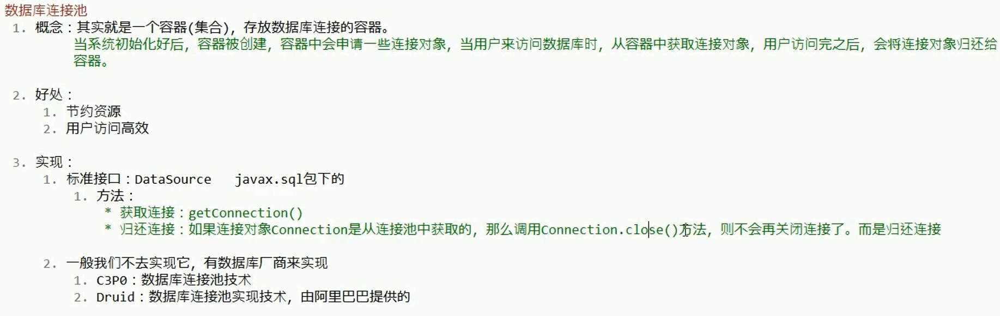 数据库连接池
1. 概念：其实就是一个容器(集合)，存放数据库连接的容器。
当系统初始化好后，容器被创建，容器中会申请一些连接对象，当用户来访问数据库时，从容器中获取连接对象，用户访问完之后，会将连接对象归还给
容器。
2. 好处：
1. 节约资源
2. 用户访问高效
3. 实现：
1. 标准接口：DataSource   javax.sql包下的
1. 方法：
* 获取连接：getConnection()
* 归还连接：如果连接对象Connection是从连接池中获取的，那么调用Connection.close()方法，则不会再关闭连接了。而是归还连接
2. 一般我们不去实现它，有数据库厂商来实现
1. C3P0：数据库连接池技术
2. Druid：数据库连接池实现技术，由阿里巴巴提供的